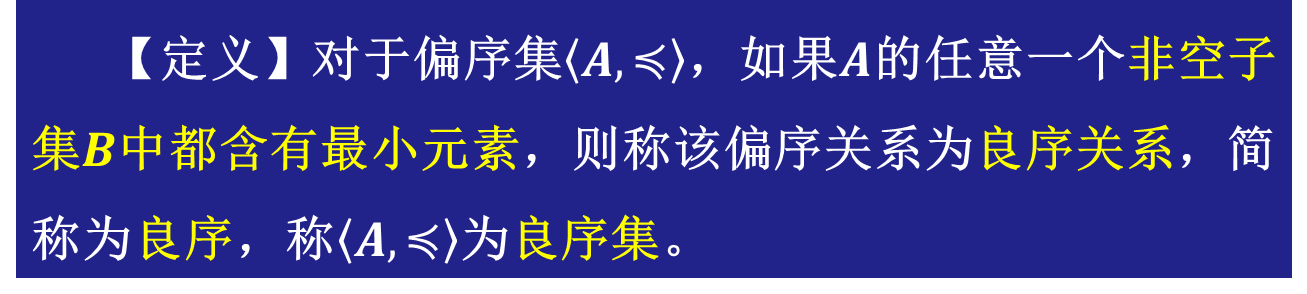 【定义】对于偏序集⟨A,≼⟩，如果A的任意一个非空子
集B中都含有最小元素，则称该偏序关系为良序关系，简
称为良序，称⟨A,≼⟩为良序集。